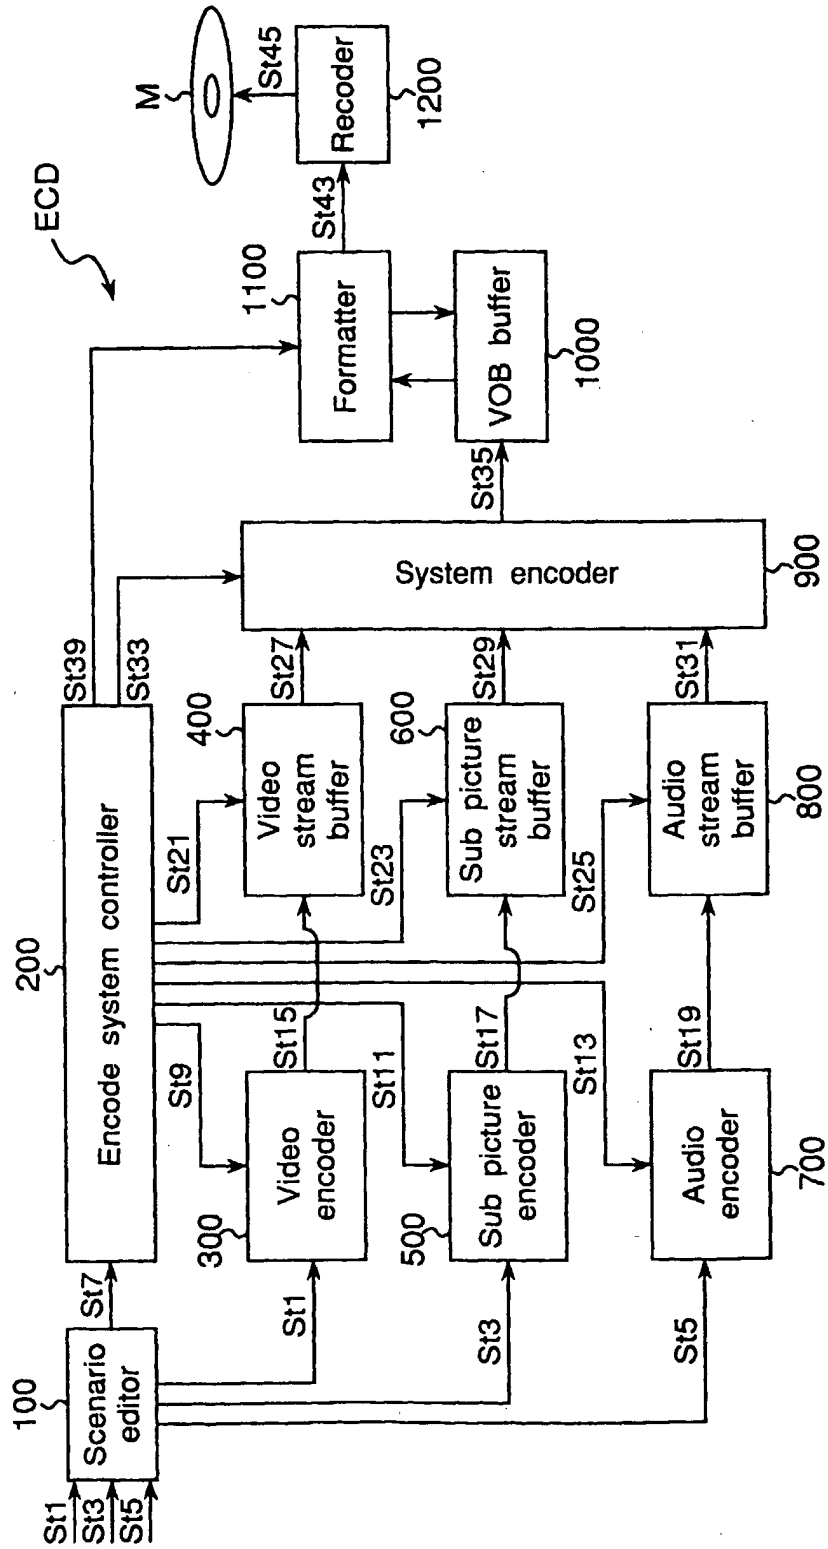 ECD
M
St45
Recoder
1200
St43
1100
Formatter
VOB buffer
1000
St35
St39
St33
200
Encode system controller
System encoder
900
St7
100
Scenario
editor
St1
St3
St5
St9
St21
St15
St27
400
Video
stream
buffer
300
Video
encoder
St1
St11
St23
St17
St29
600
Sub picture
stream
buffer
500
Sub picture
encoder
St3
St13
St25
St19
St31
Audio
stream
buffer
800
Audio
encoder
700
St5